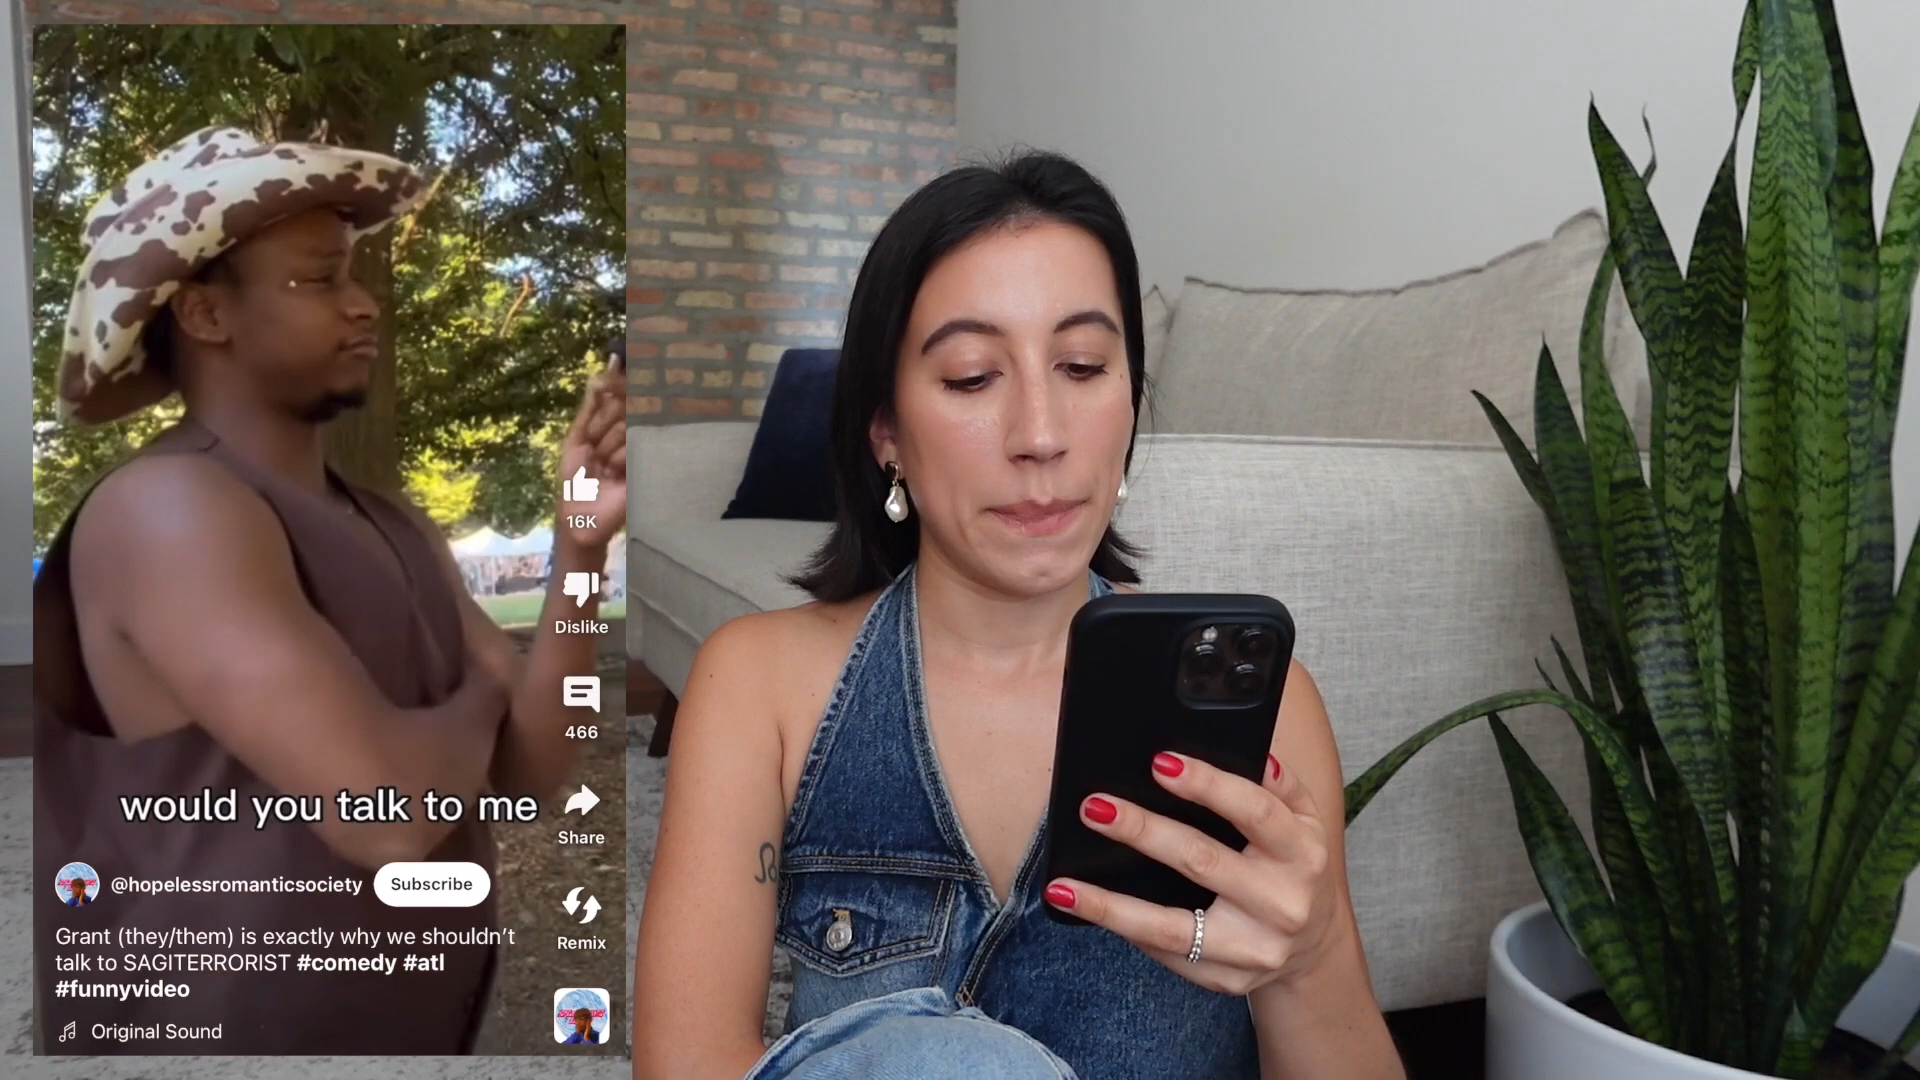 16K
Dislike
466
would you talk to me
Share
@hopelessromanticsociety Subscribe
Remix
Grant (they/them) is exactly why we shouldn't
talk to SAGITERRORIST #comedy #atl
#funnyvideo
Original Sound